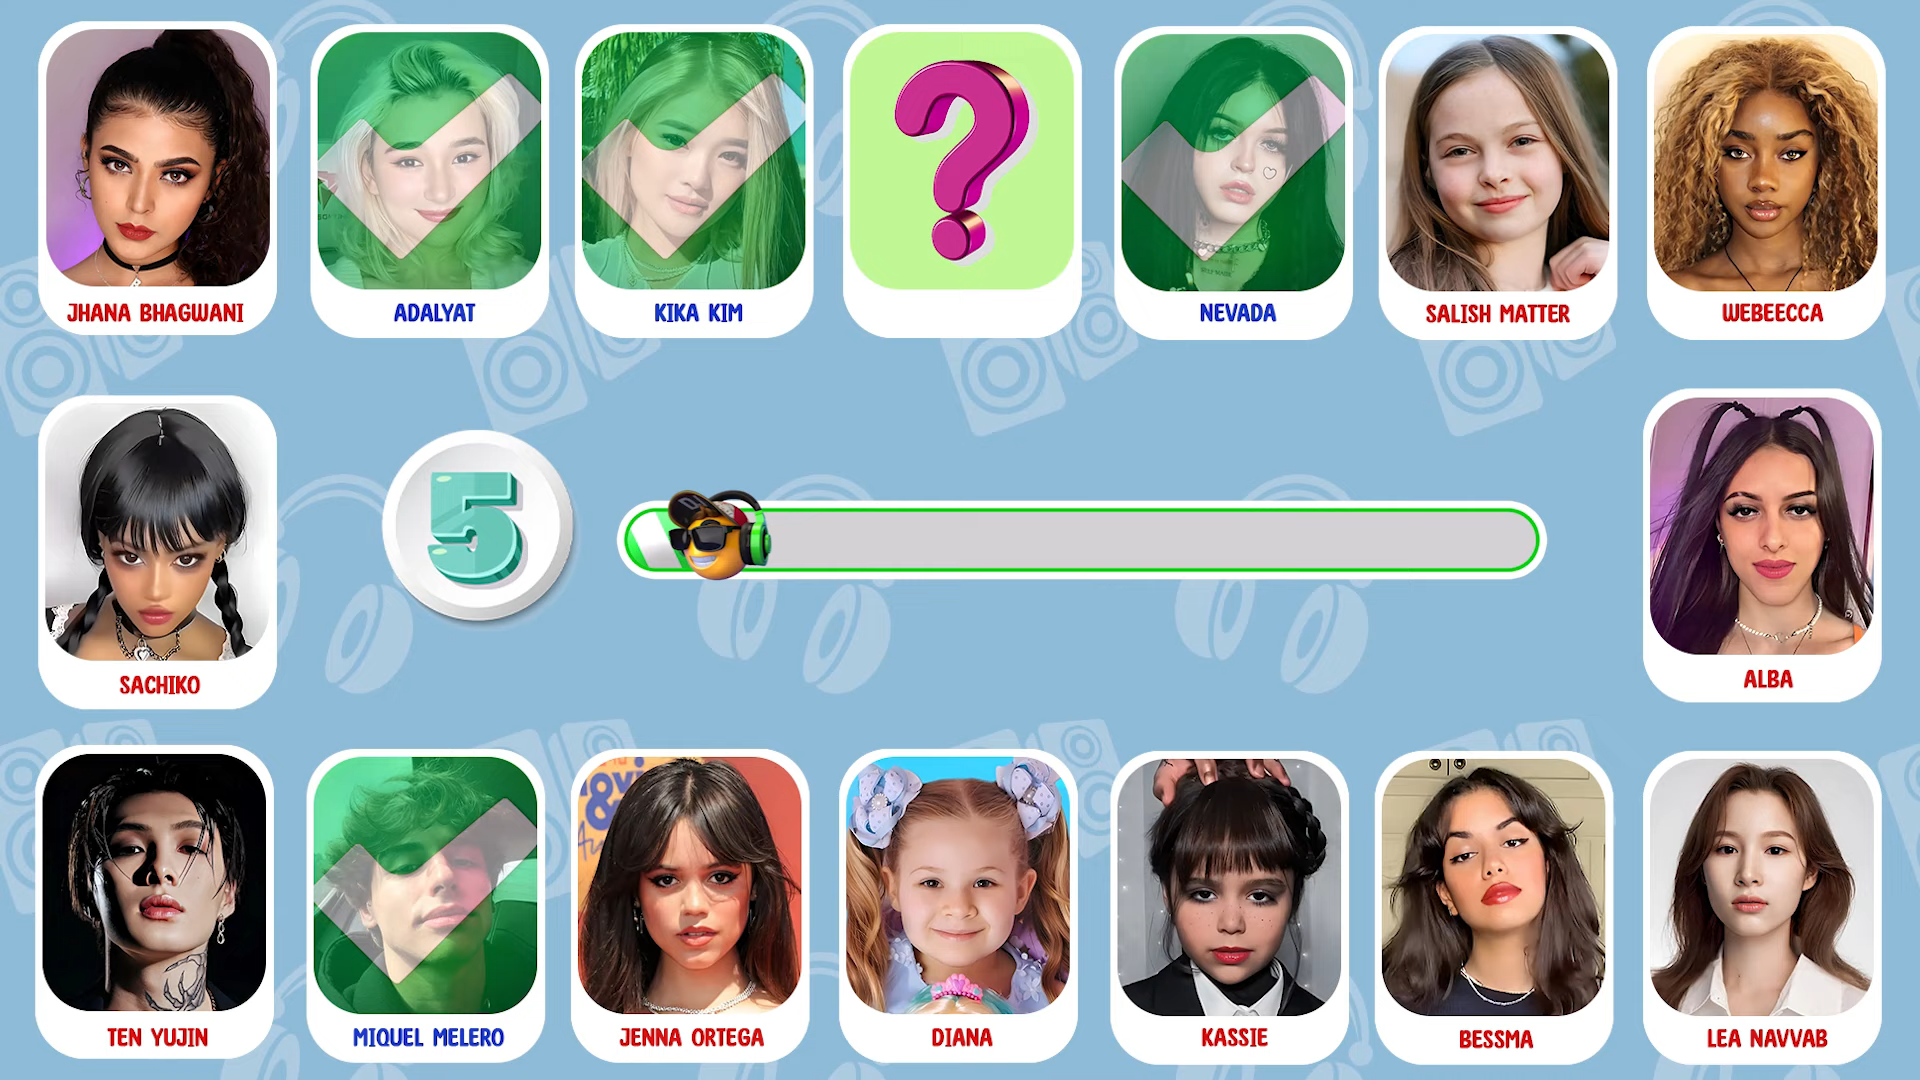 JHANA BHAGWANI
ADALYAT
KIKA KIM
?
NEVADA
SALISH MATTER
WEBEECCA
SACHIKO
5
ALBA
TEN YUJIN
MIQUEL MELERO
JENNA ORTEGA
DIANA
KASSIE
BESSMA
LEA NAVVAB